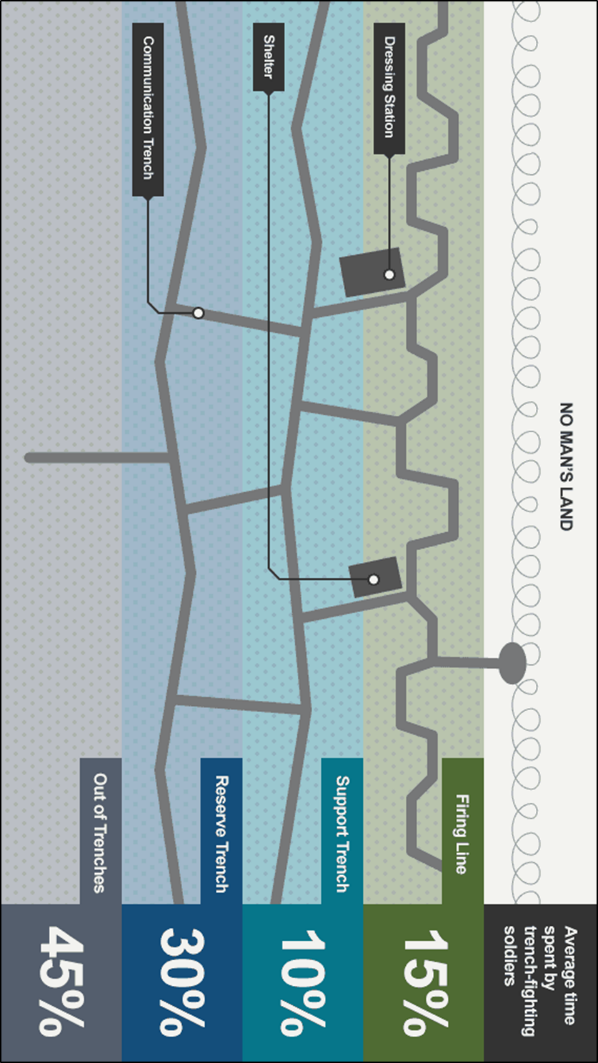 NO MAN'S LAND
Average time
spent by
trench-fighting
soldiers
Dressing Station
Firing Line
15%
Shelter
Support Trench
10%
Communication Trench
Reserve Trench
30%
Out of Trenches
45%